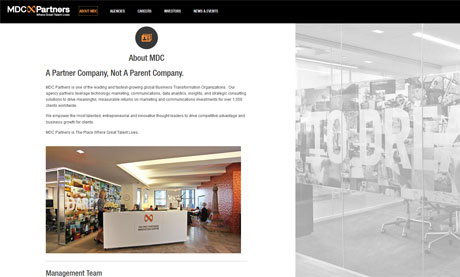 MDC Partners
Where Great Talent Lives
ABOUT MDC
AGENCIES
CAREERS
INVESTORS
NEWS & EVENTS
About MDC
A Partner Company, Not A Parent Company.
MDC Partners is one of the leading and fastest-growing global Business Transformation Organizations. Our
agency partners leverage technology, marketing, communications, data analytics, insights, and strategic consulting
solutions to drive meaningful, measurable returns on marketing and communications investments for over 1,500
clients worldwide.
We empower the most talented, entrepreneurial and innovative thought leaders to drive competitive advantage and
business growth for clients.
MDC Partners is The Place Where Great Talent Lives.
TO DRE
Management Team